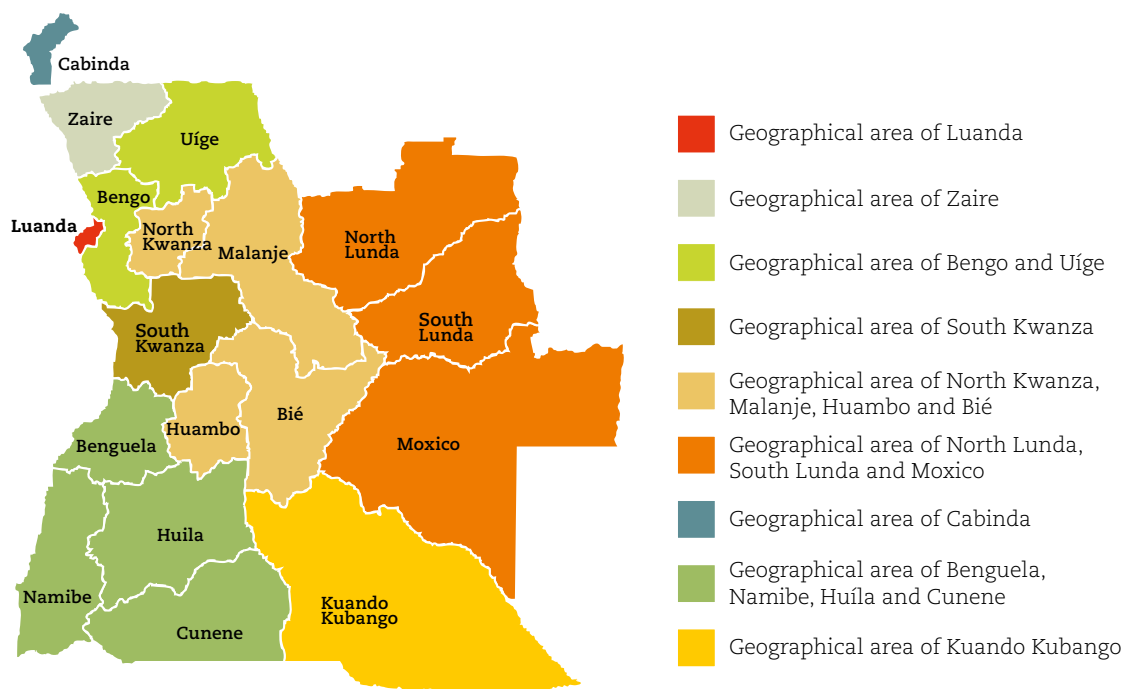 Cabinda
Zaire
Uíge
Bengo
Luanda
North
Kwanza
Malanje
North
Lunda
South
Lunda
South
Kwanza
Benguela
Huambo
Bié
Moxico
Huila
Namibe
Cunene
Kuando
Kubango
Geographical area of Luanda
Geographical area of Zaire
Geographical area of Bengo and Uíge
Geographical area of South Kwanza
Geographical area of North Kwanza,
Malanje, Huambo and Bié
Geographical area of North Lunda,
South Lunda and Moxico
Geographical area of Cabinda
Geographical area of Benguela,
Namibe, Huíla and Cunene
Geographical area of Kuando Kubango